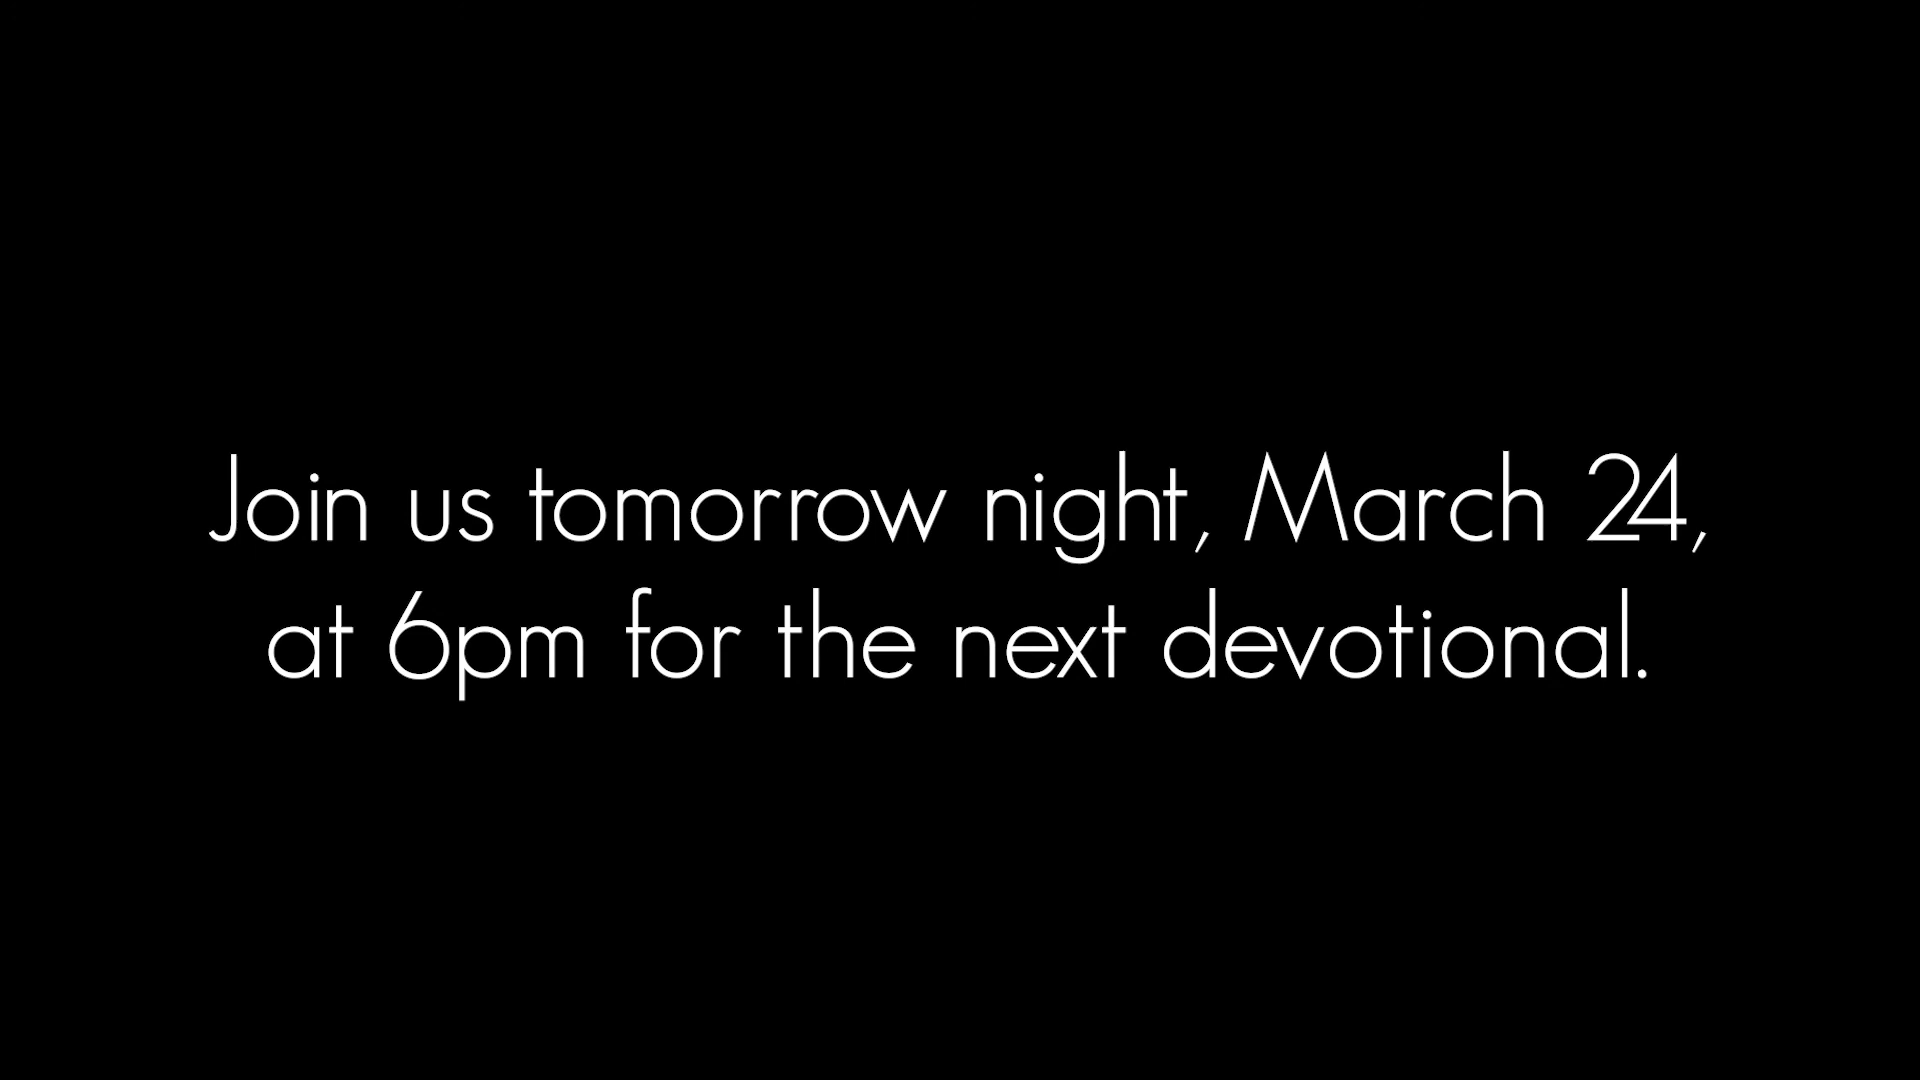 Join us tomorrow night, March 24,
at 6pm for the next devotional.